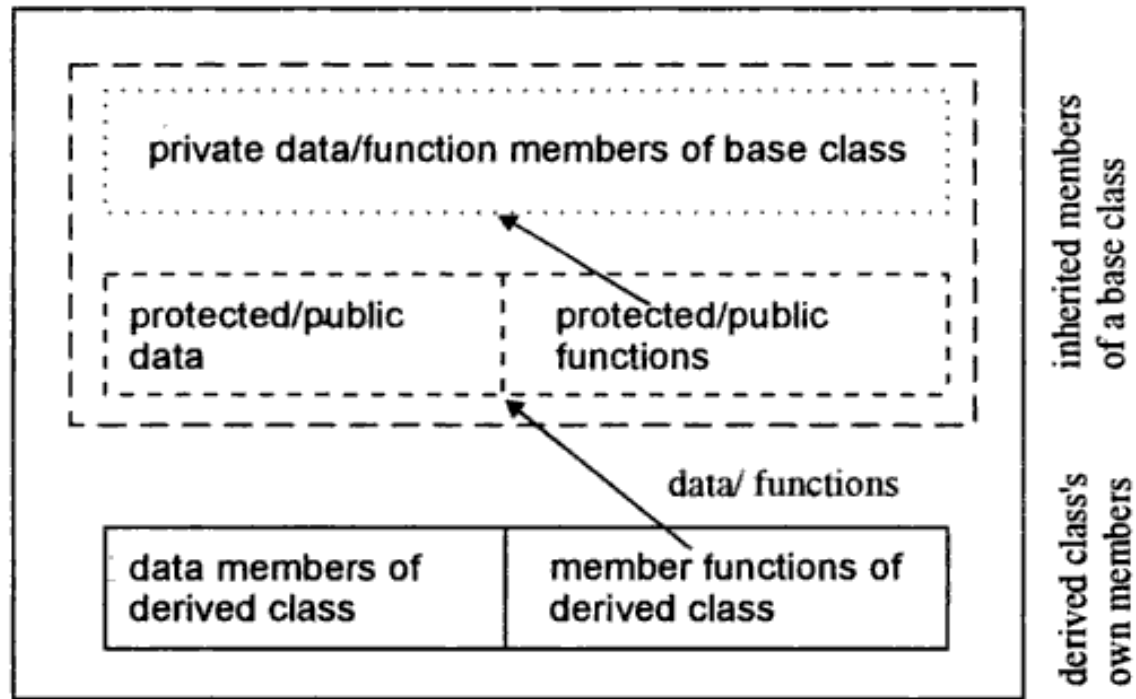 private data/function members of base class
protected/public
data
protected/public
functions
data/ functions
data members of
derived class
member functions of
derived class
inherited members
of a base class
derived class's
own members